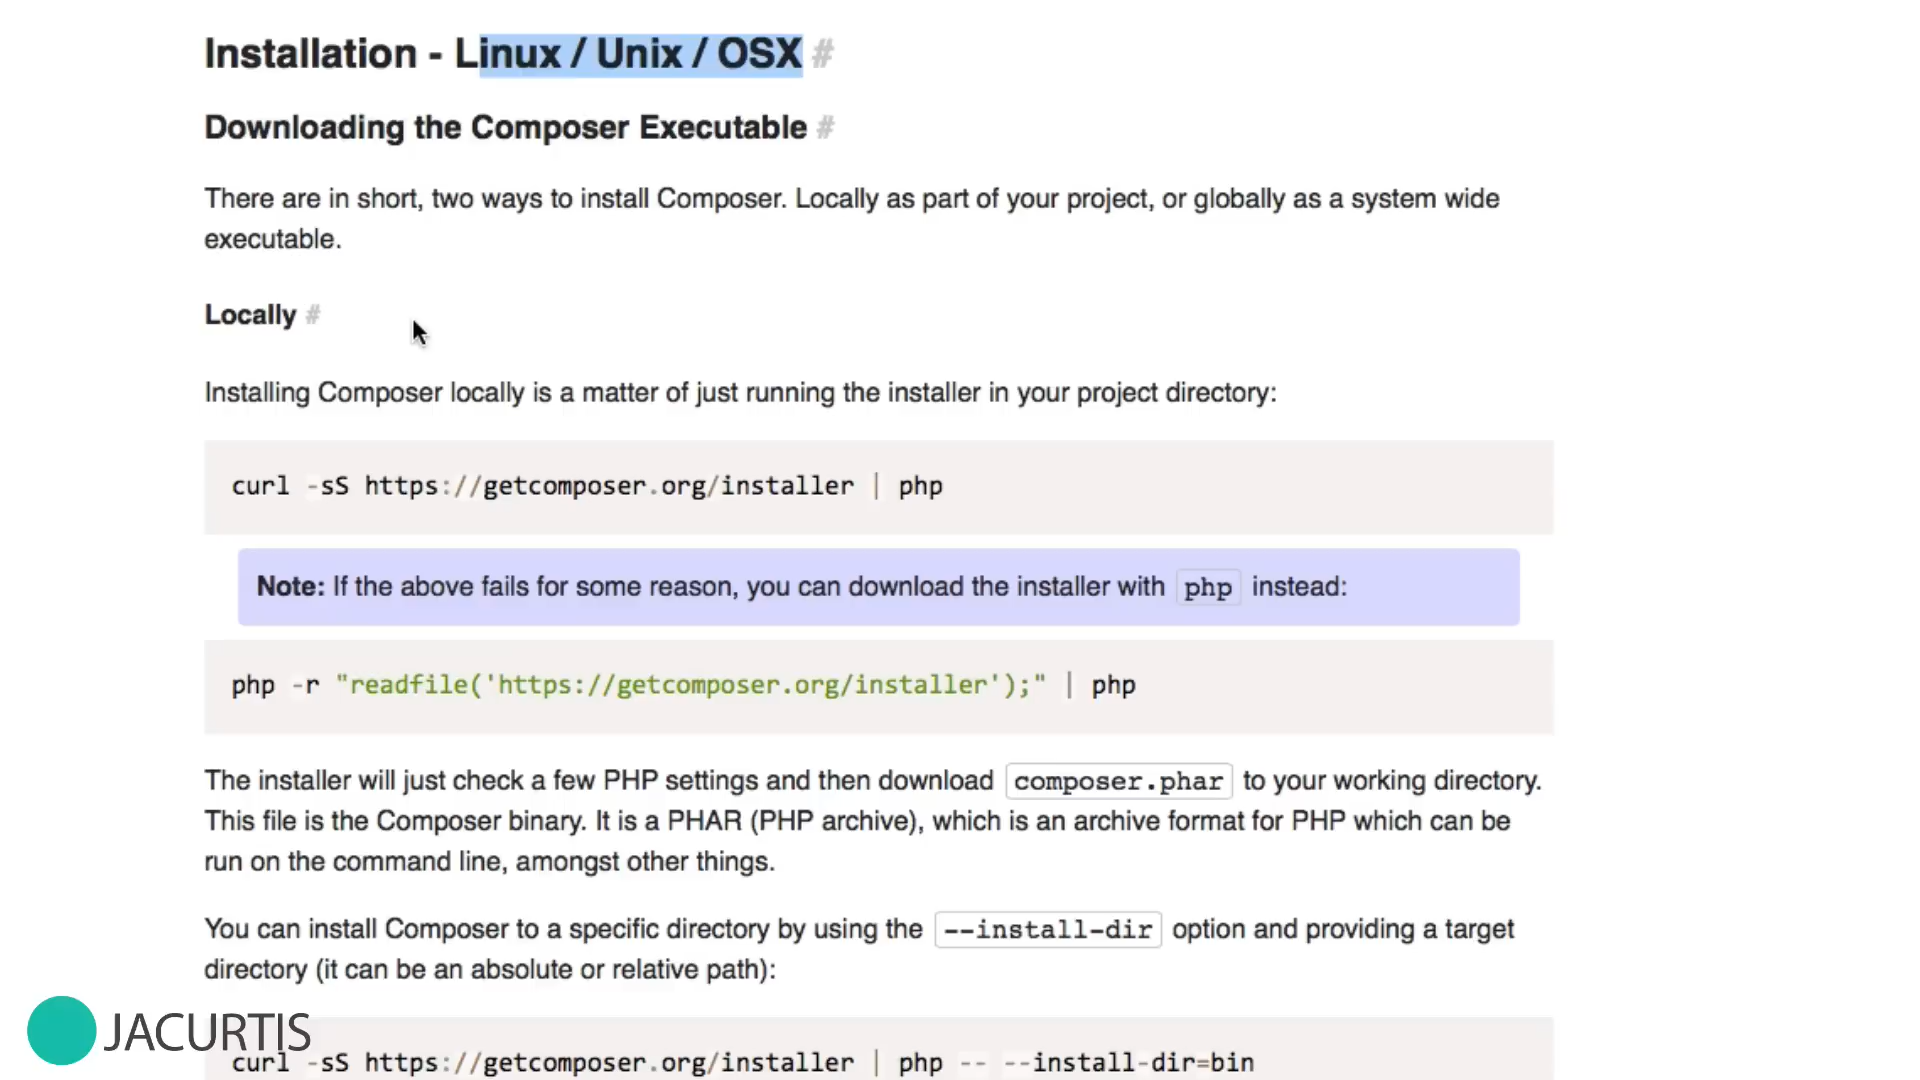 Installation - Linux / Unix / OSX #
Downloading the Composer Executable #
There are in short, two ways to install Composer. Locally as part of your project, or globally as a system wide
executable.
Locally #
Installing Composer locally is a matter of just running the installer in your project directory:
curl -sS https://getcomposer.org/installer | php
Note: If the above fails for some reason, you can download the installer with php instead:
php -r "readfile('https://getcomposer.org/installer');" | php
The installer will just check a few PHP settings and then download composer.phar to your working directory.
This file is the Composer binary. It is a PHAR (PHP archive), which is an archive format for PHP which can be
run on the command line, amongst other things.
You can install Composer to a specific directory by using the --install-dir option and providing a target
directory (it can be an absolute or relative path):
JACURTIS
curl -sS https://getcomposer.org/installer | php -- --install-dir=bin